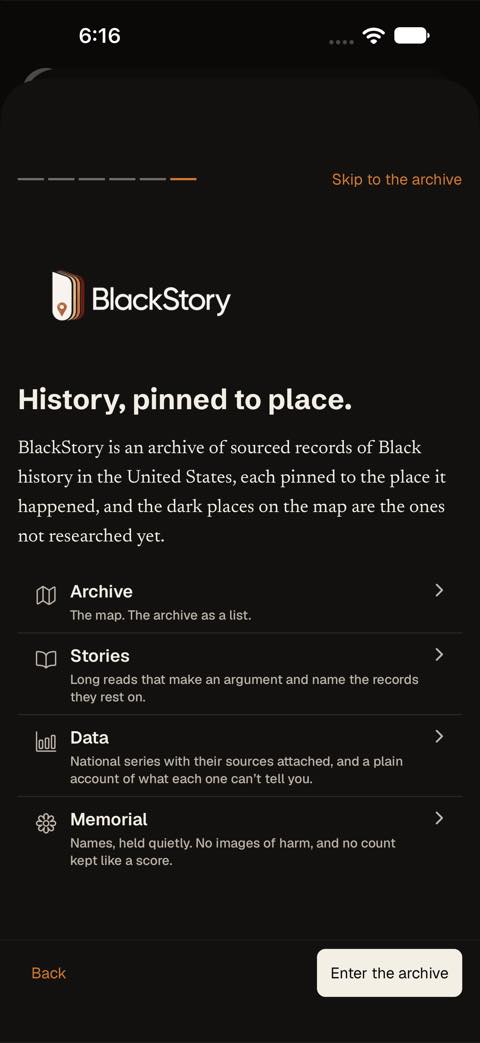 6:16
Skip to the archive
BlackStory
History, pinned to place.
BlackStory is an archive of sourced records of Black
history in the United States, each pinned to the place it
happened, and the dark places on the map are the ones
not researched yet.
Archive
The map. The archive as a list.
Stories
Long reads that make an argument and name the records
they rest on.
Data
National series with their sources attached, and a plain
account of what each one can’t tell you.
Memorial
Names, held quietly. No images of harm, and no count
kept like a score.
Back
Enter the archive